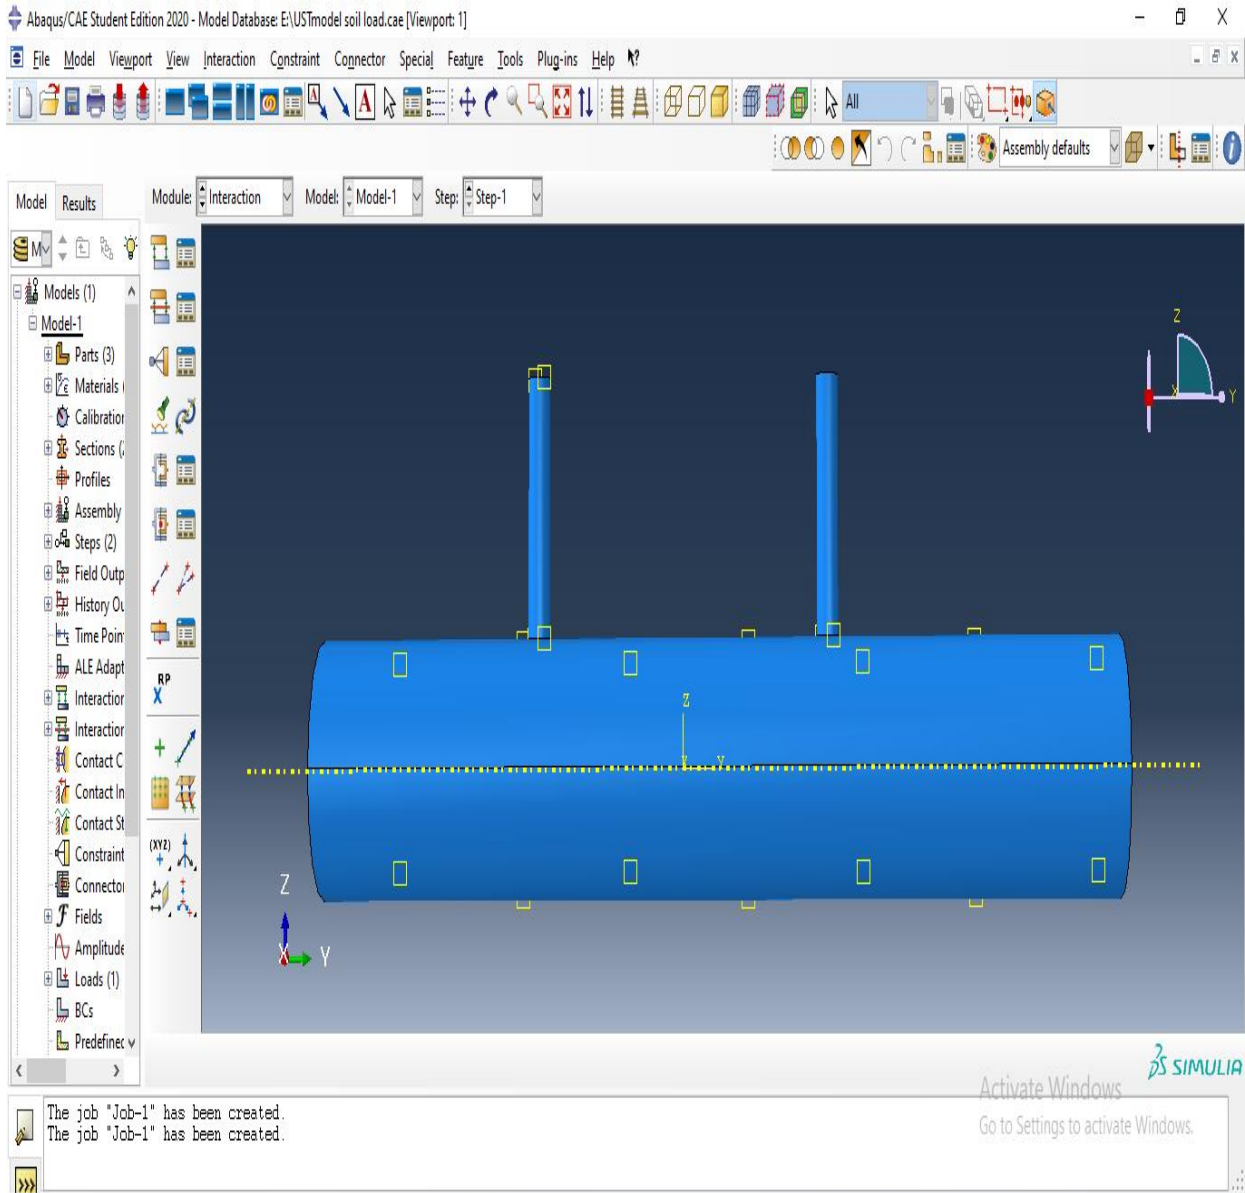 Abaqus/CAE Student Edition 2020 - Model Database: E:\USTmodel soil load.cae [Viewport: 1]
File Model Viewport View Interaction Constraint Connector Special Feature Tools Plug-ins Help
A A All
Assembly defaults i
Model Results Module: Interaction Model: Model-1 Step: Step-1
M
Models (1)
Model-1
Parts (3)
Materials (
Calibration
Sections (
Profiles
Assembly
Steps (2)
Field Outp
History Ou
Time Poin
ALE Adapt
Interaction
Interaction
Contact C
Contact In
Contact St
Constraint
Connector
Fields
Amplitude
Loads (1)
BCs
Predefined
RP
X
(XYZ)
Z
X Y
Z
Y
Z
X Y
SIMULIA
Activate Windows
Go to Settings to activate Windows.
The job "Job-1" has been created.
The job "Job-1" has been created.
>>>